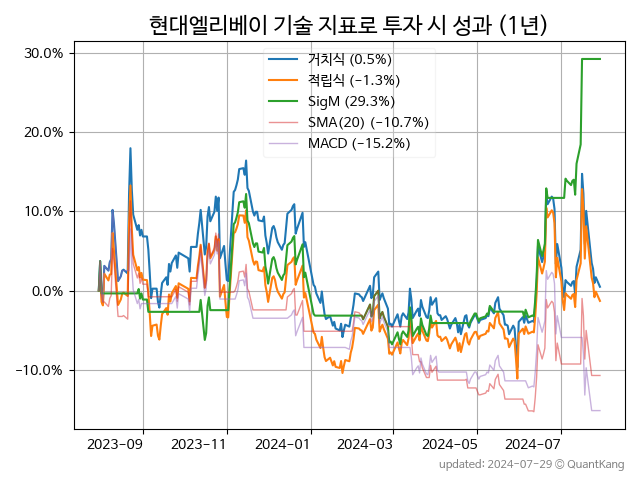 현대엘리베이 기술 지표로 투자 시 성과 (1년)
거치식 (0.5%)
적립식 (−1.3%)
SigM (29.3%)
SMA(20) (−10.7%)
MACD (−15.2%)
30.0%
20.0%
10.0%
0.0%
−10.0%
2023-09
2023-11
2024-01
2024-03
2024-05
2024-07
updated: 2024-07-29 © QuantKang